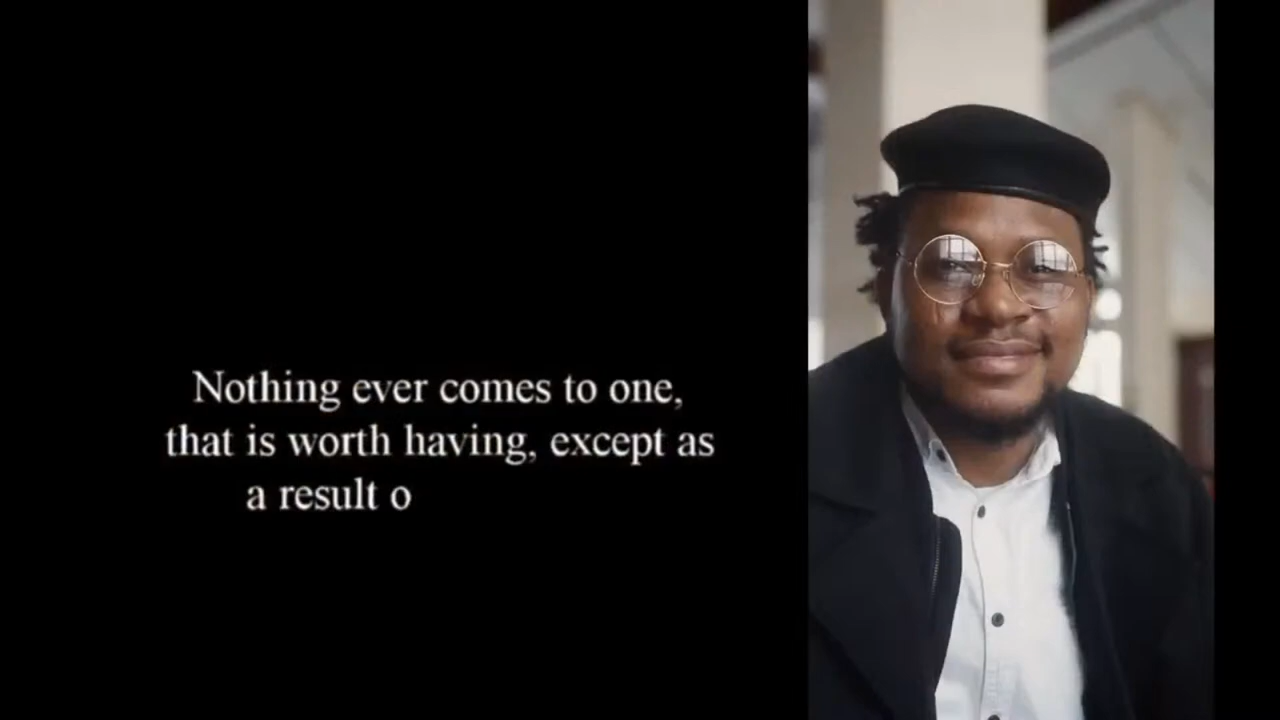 Nothing ever comes to one,
that is worth having, except as
a result o